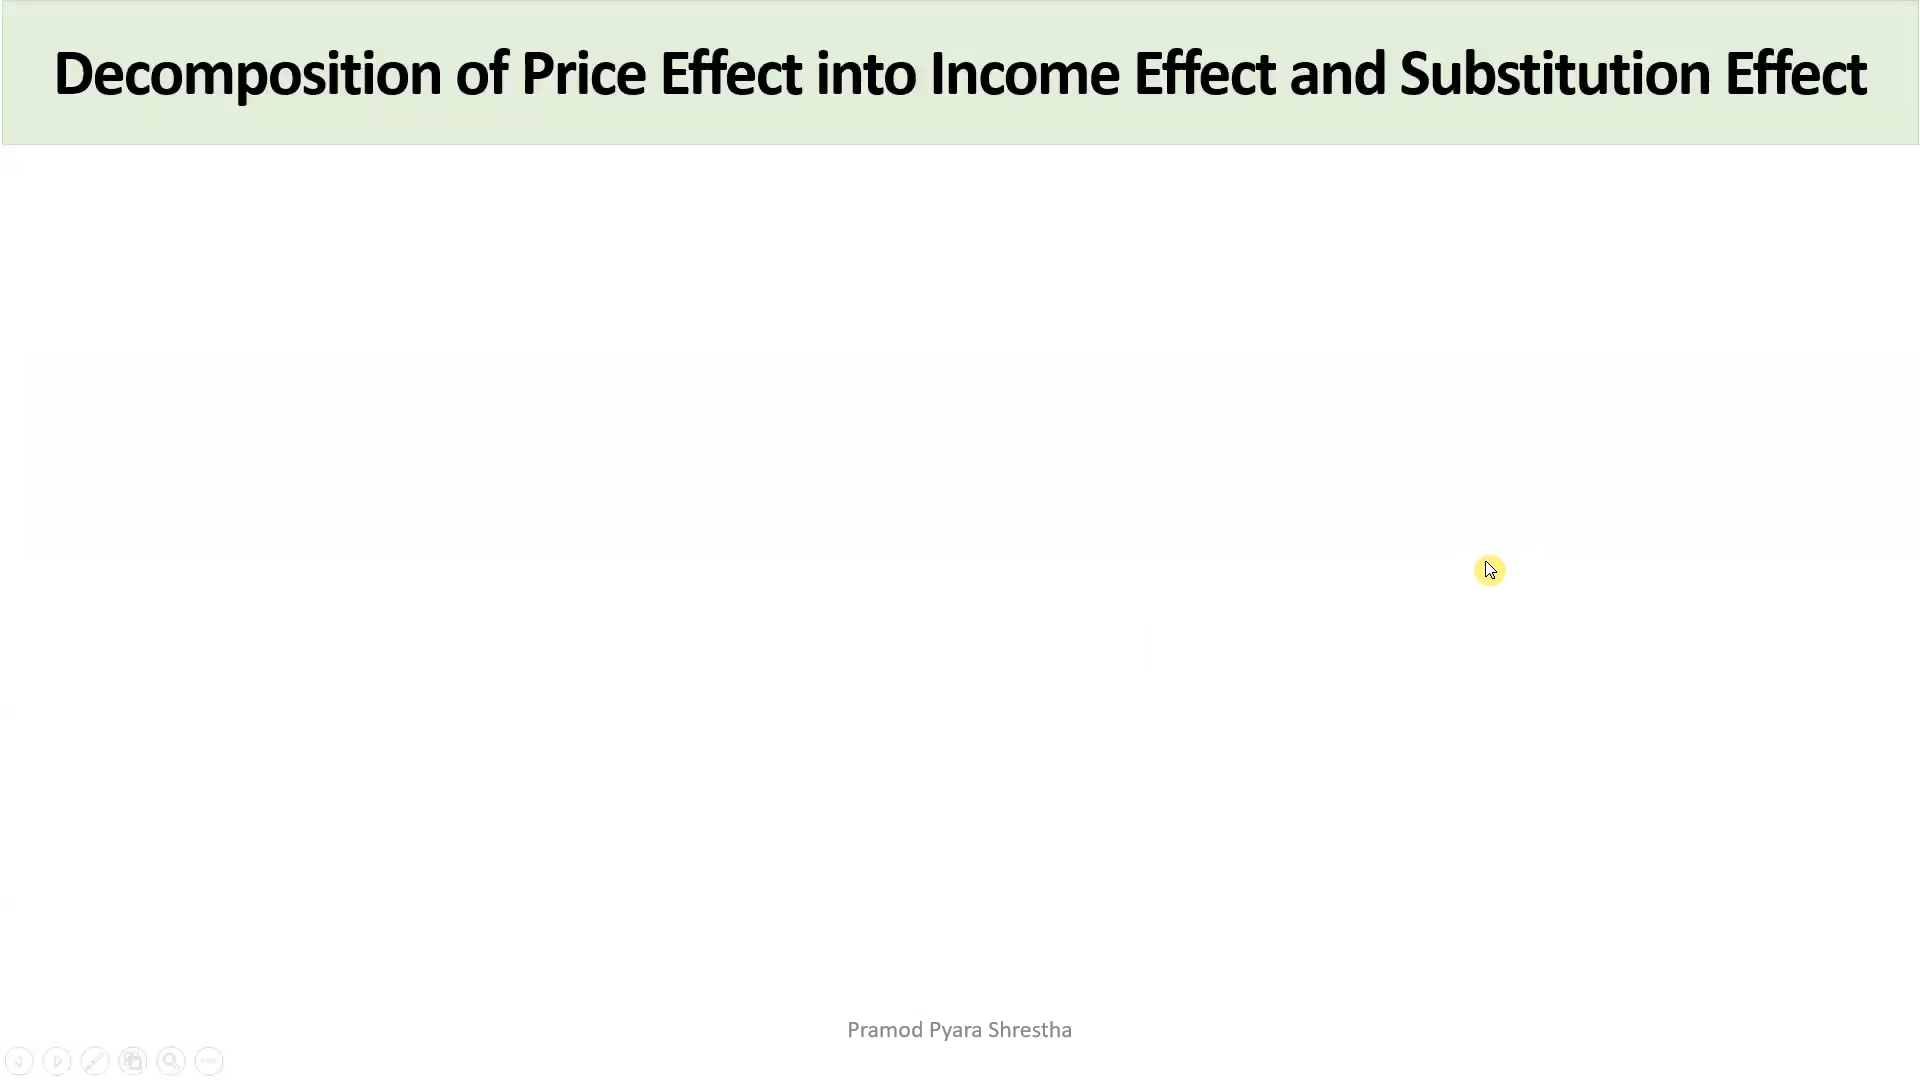 Decomposition of Price Effect into Income Effect and Substitution Effect
Pramod Pyara Shrestha